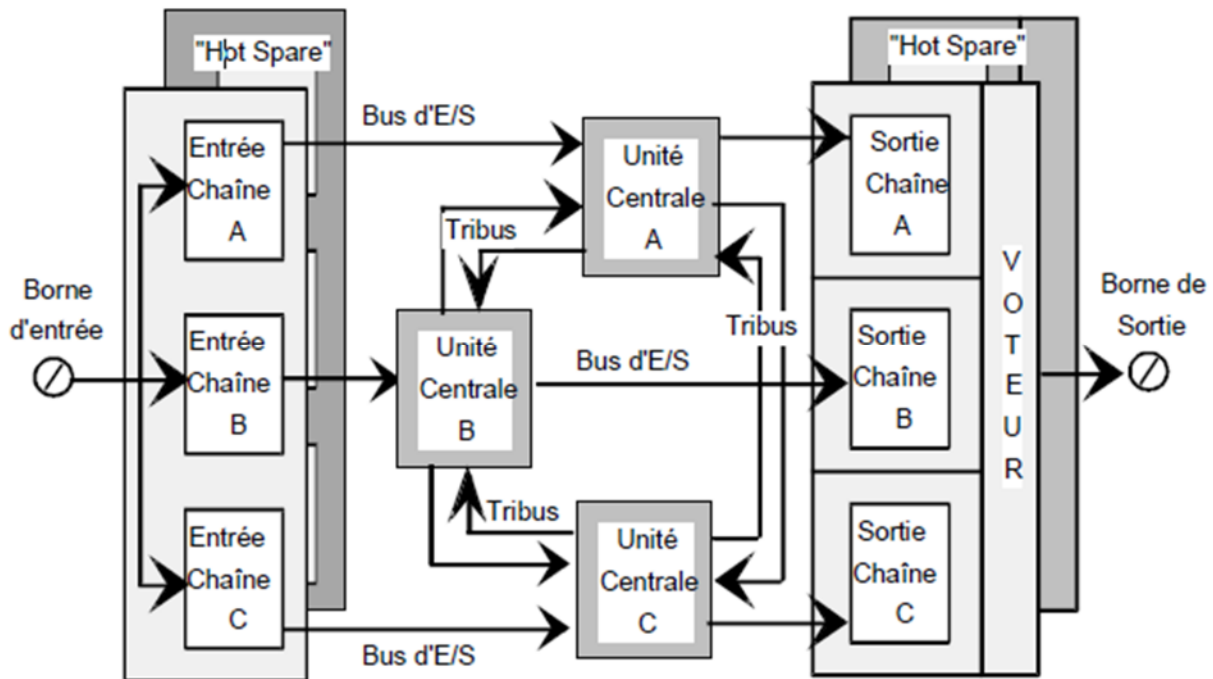 "Hot Spare"
"Hot Spare"
Bus d'E/S
Entrée
Chaîne
A
Unité
Centrale
A
Sortie
Chaîne
A
Tribus
Borne
d'entrée
Entrée
Chaîne
B
Unité
Centrale
B
Bus d'E/S
Tribus
Sortie
Chaîne
B
V
O
T
E
U
R
Borne de
Sortie
Tribus
Entrée
Chaîne
C
Unité
Centrale
C
Sortie
Chaîne
C
Bus d'E/S